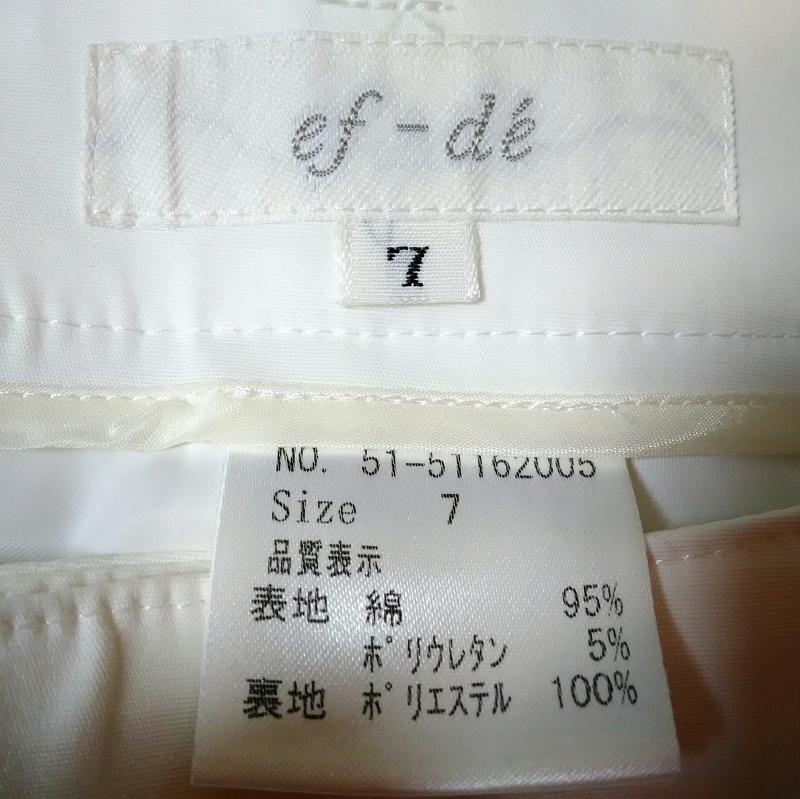 ef-dé
7
NO. 51-51162005
Size 7
品質表示
表地 綿 95%
ポリウレタン 5%
裏地 ポリエステル 100%